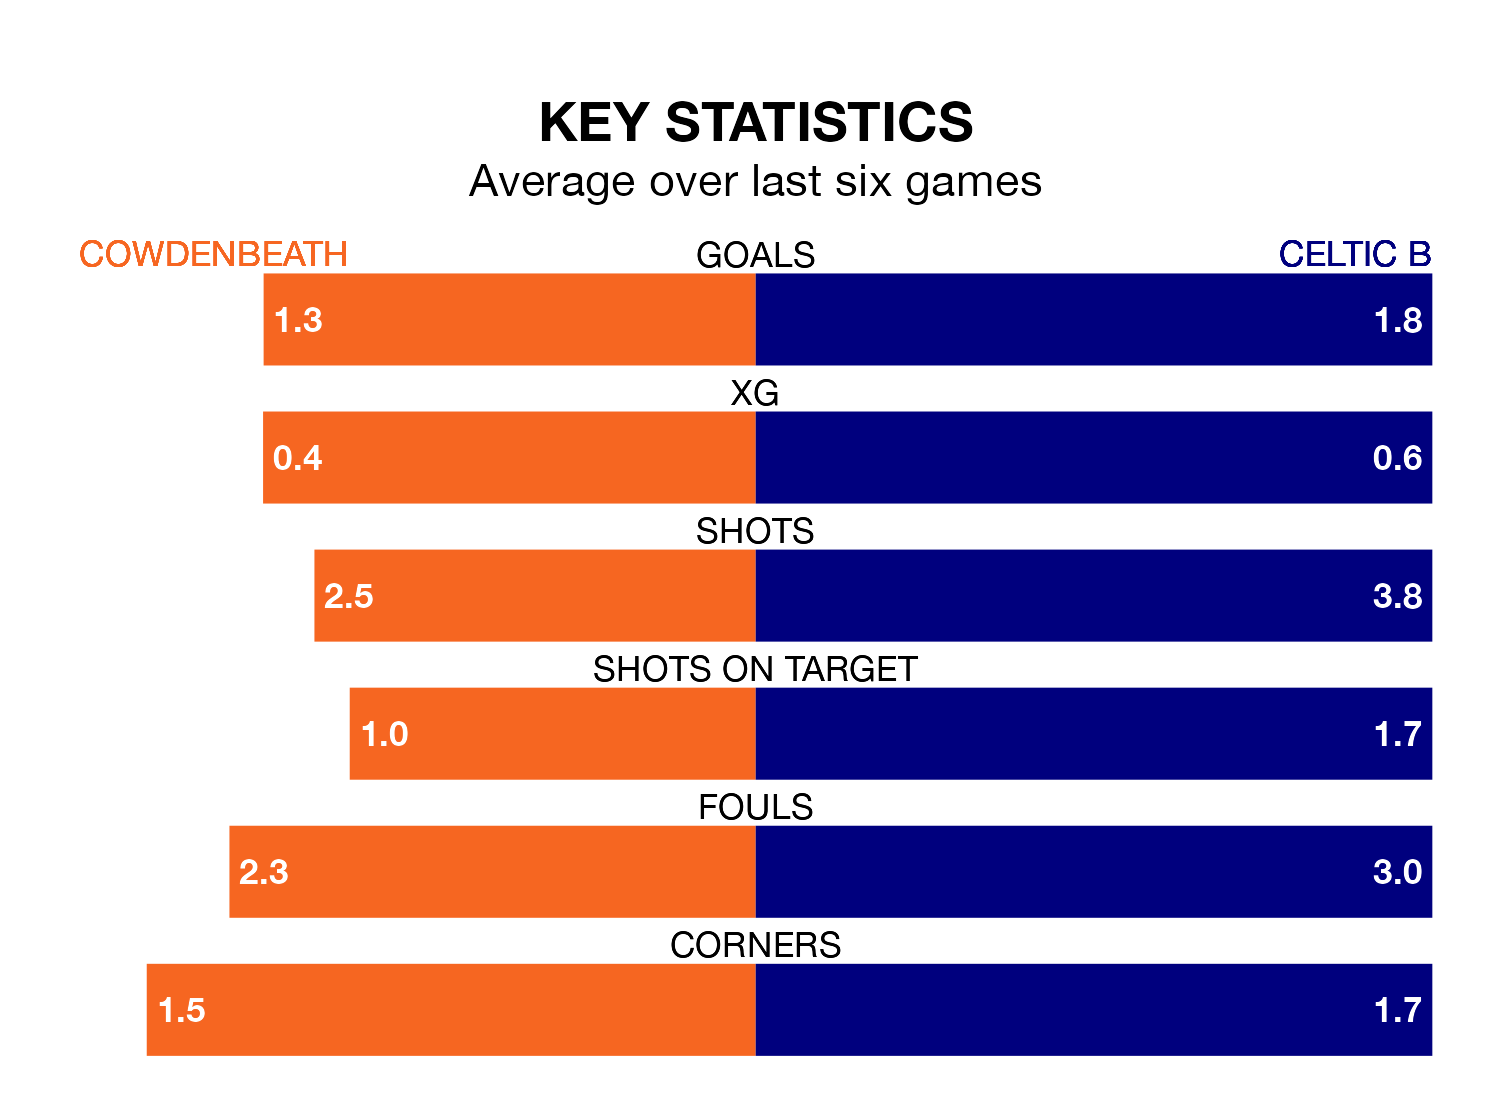 KEY STATISTICS
Average over last six games
COWDENBEATH GOALS CELTIC B
1.3 1.8
XG
0.4 0.6
SHOTS
2.5 3.8
SHOTS ON TARGET
1.0 1.7
FOULS
2.3 3.0
CORNERS
1.5 1.7